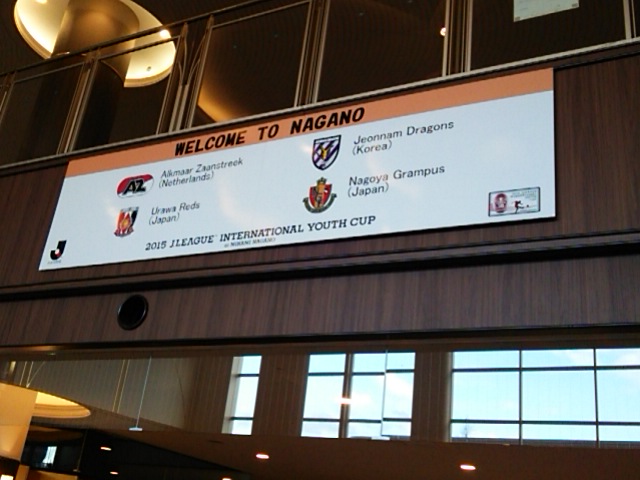 WELCOME TO NAGANO
AZ
Alkmaar Zaanstreek
(Netherlands)
Jeonnam Dragons
(Korea)
Urawa Reds
(Japan)
Nagoya Grampus
(Japan)
2015 J.LEAGUE INTERNATIONAL YOUTH CUP